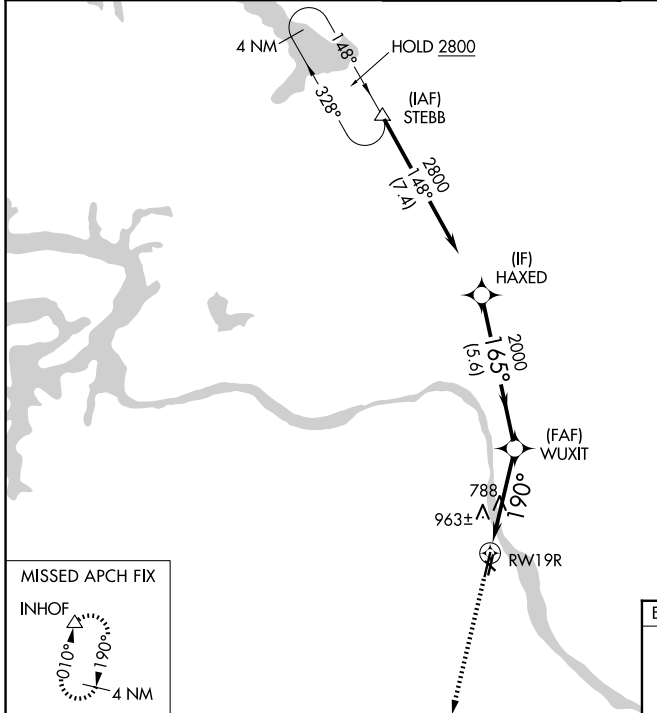 4 NM
148°
HOLD 2800
328°
(IAF)
STEBB
2800
148°
(7.4)
(IF)
HAXED
2000
165°
(5.6)
(FAF)
WUXIT
788
190°
963±
RW19R
MISSED APCH FIX
INHOF
010°
190°
4 NM
E